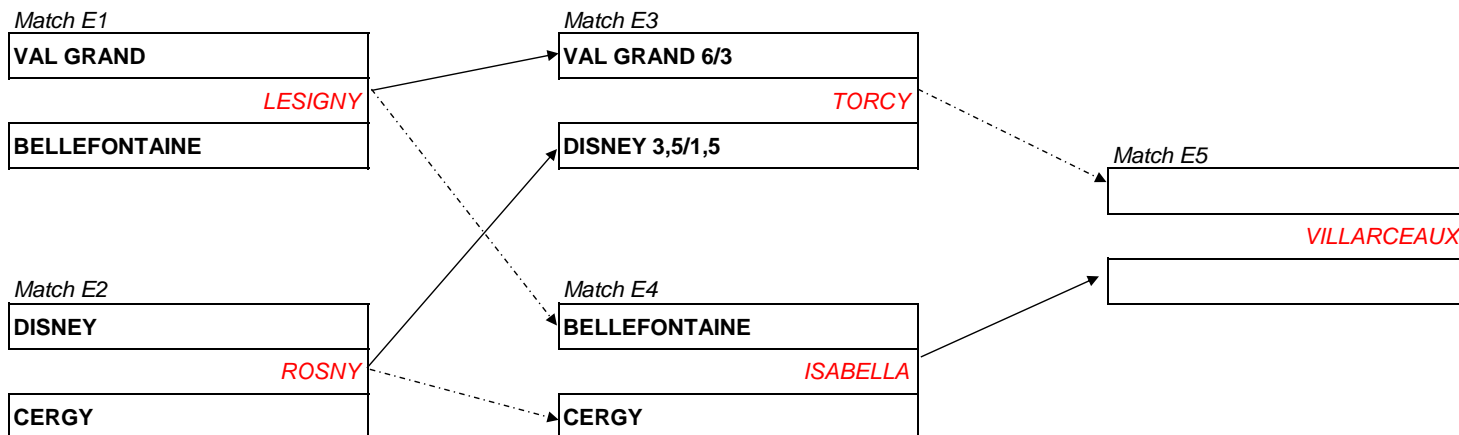 Match E1
VAL GRAND
LESIGNY
BELLEFONTAINE
Match E2
DISNEY
ROSNY
CERGY
Match E3
VAL GRAND 6/3
TORCY
DISNEY 3,5/1,5
Match E4
BELLEFONTAINE
ISABELLA
CERGY
Match E5
VILLARCEAUX